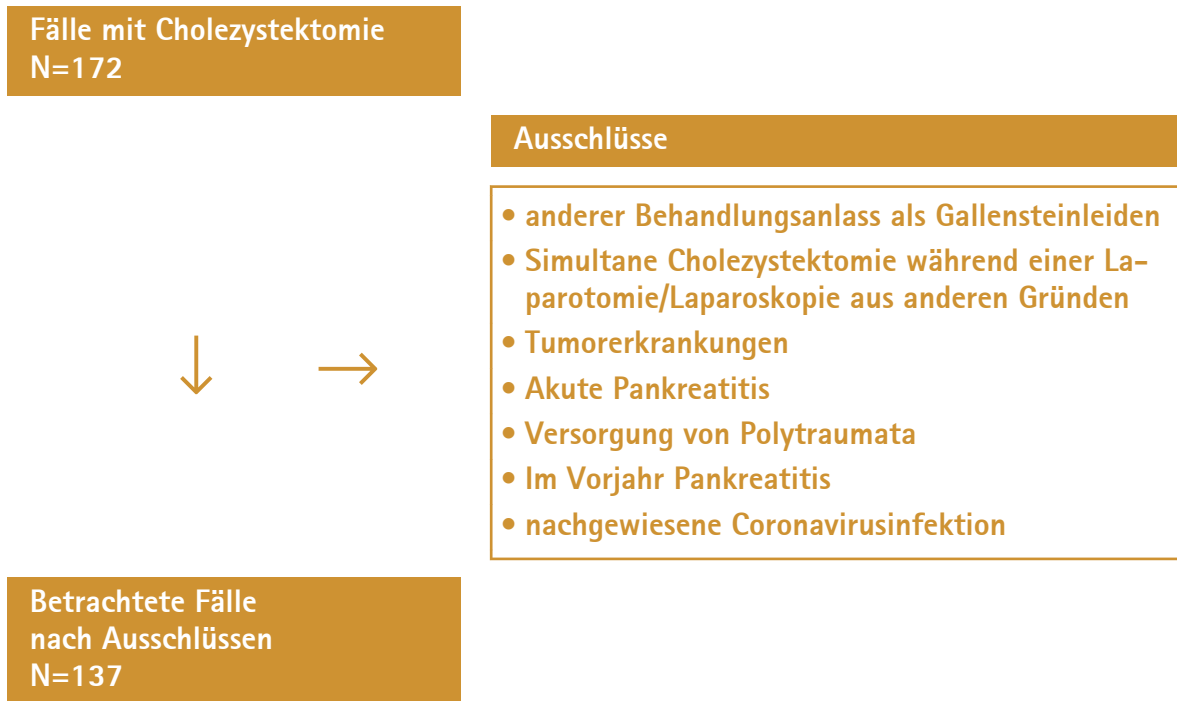 Fälle mit Cholezystektomie
N=172
Ausschlüsse
• anderer Behandlungsanlass als Gallensteinleiden
• Simultane Cholezystektomie während einer La-
parotomie/Laparoskopie aus anderen Gründen
• Tumorerkrankungen
• Akute Pankreatitis
• Versorgung von Polytraumata
• Im Vorjahr Pankreatitis
• nachgewiesene Coronavirusinfektion
Betrachtete Fälle
nach Ausschlüssen
N=137